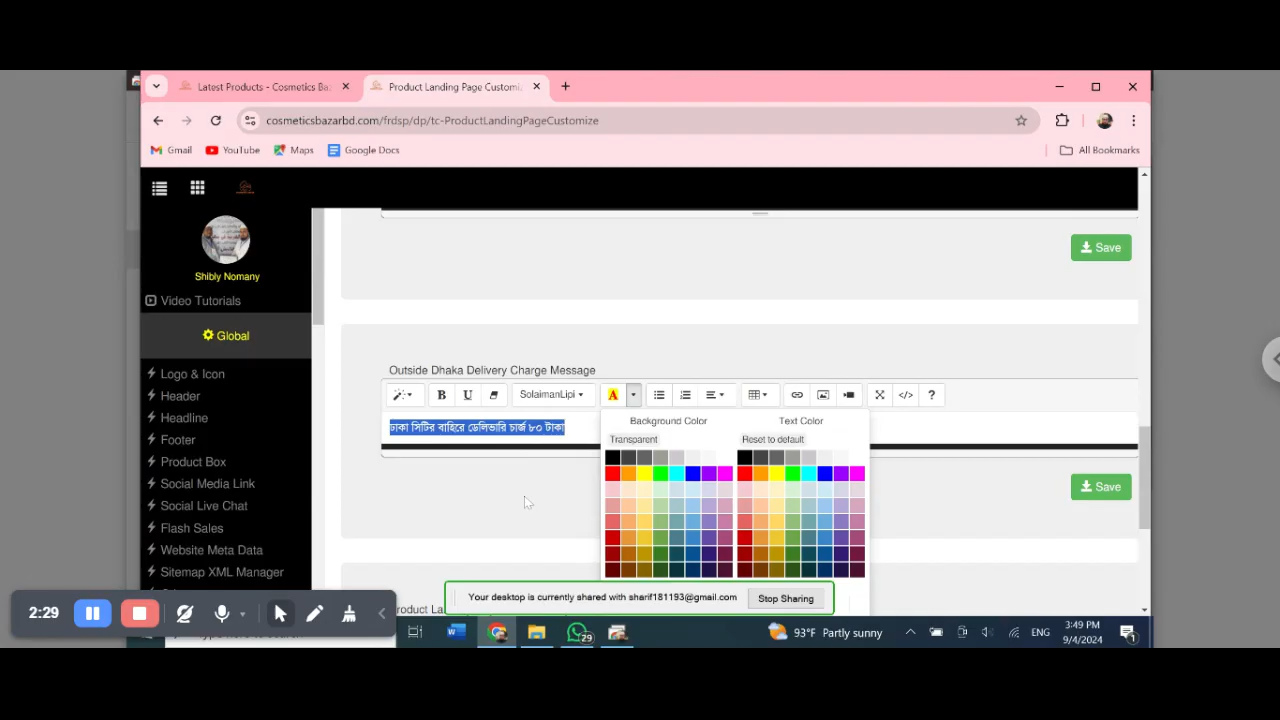 Latest Products - Cosmetics Ba
Product Landing Page Customi
cosmeticsbazarbd.com/frdsp/dp/tc-ProductLandingPageCustomize
Gmail
YouTube
Maps
Google Docs
All Bookmarks
Shibly Nomany
Video Tutorials
Global
Logo & Icon
Header
Headline
Footer
Product Box
Social Media Link
Social Live Chat
Flash Sales
Website Meta Data
Sitemap XML Manager
Save
Outside Dhaka Delivery Charge Message
B U SolaimanLipi A </> ?
ঢাকা সিটির বাহিরে ডেলিভারি চার্জ ৮০ টাকা
Background Color
Text Color
Transparent
Reset to default
Save
Your desktop is currently shared with sharif181193@gmail.com
Stop Sharing
2:29
29
93°F Partly sunny
ENG
3:49 PM
9/4/2024
1